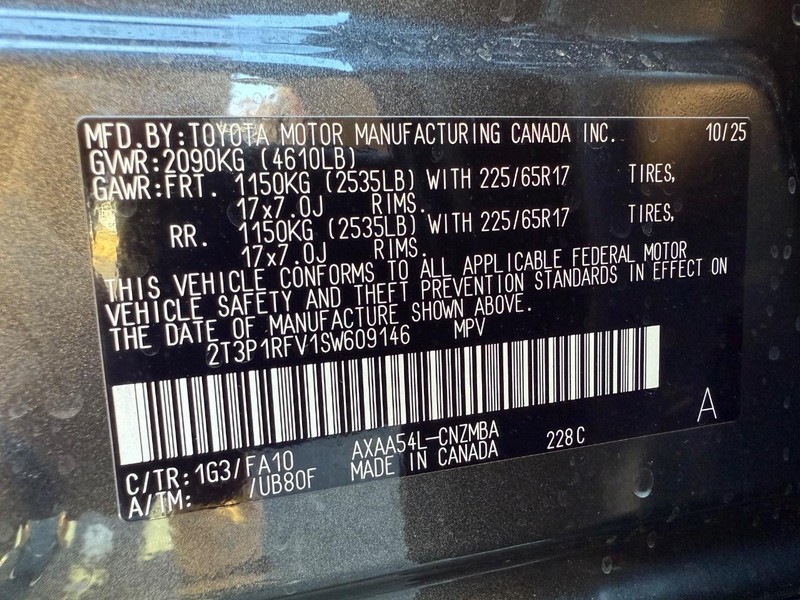 MFD.BY:TOYOTA MOTOR MANUFACTURING CANADA INC. 10/25
GVWR:2090KG (4610LB)
GAWR:FRT. 1150KG (2535LB) WITH 225/65R17 TIRES,
17x7.0J RIMS.
RR. 1150KG (2535LB) WITH 225/65R17 TIRES,
17x7.0J RIMS.
THIS VEHICLE CONFORMS TO ALL APPLICABLE FEDERAL MOTOR
VEHICLE SAFETY AND THEFT PREVENTION STANDARDS IN EFFECT ON
THE DATE OF MANUFACTURE SHOWN ABOVE.
2T3P1RFV1SW609146 MPV
A
C/TR:1G3/FA10 AXAA54L-CNZMBA 228C
A/TM: /UB80F MADE IN CANADA